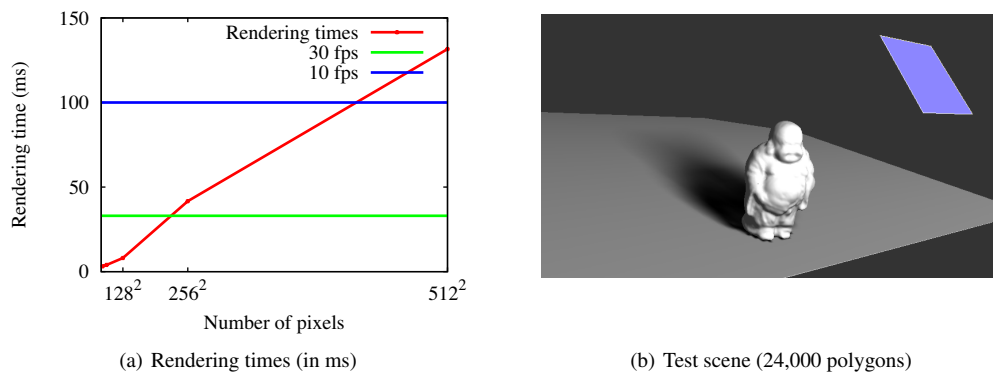 150
100
50
0
Rendering time (ms)
Rendering times
30 fps
10 fps
128²
256²
512²
Number of pixels
(a) Rendering times (in ms)
(b) Test scene (24,000 polygons)